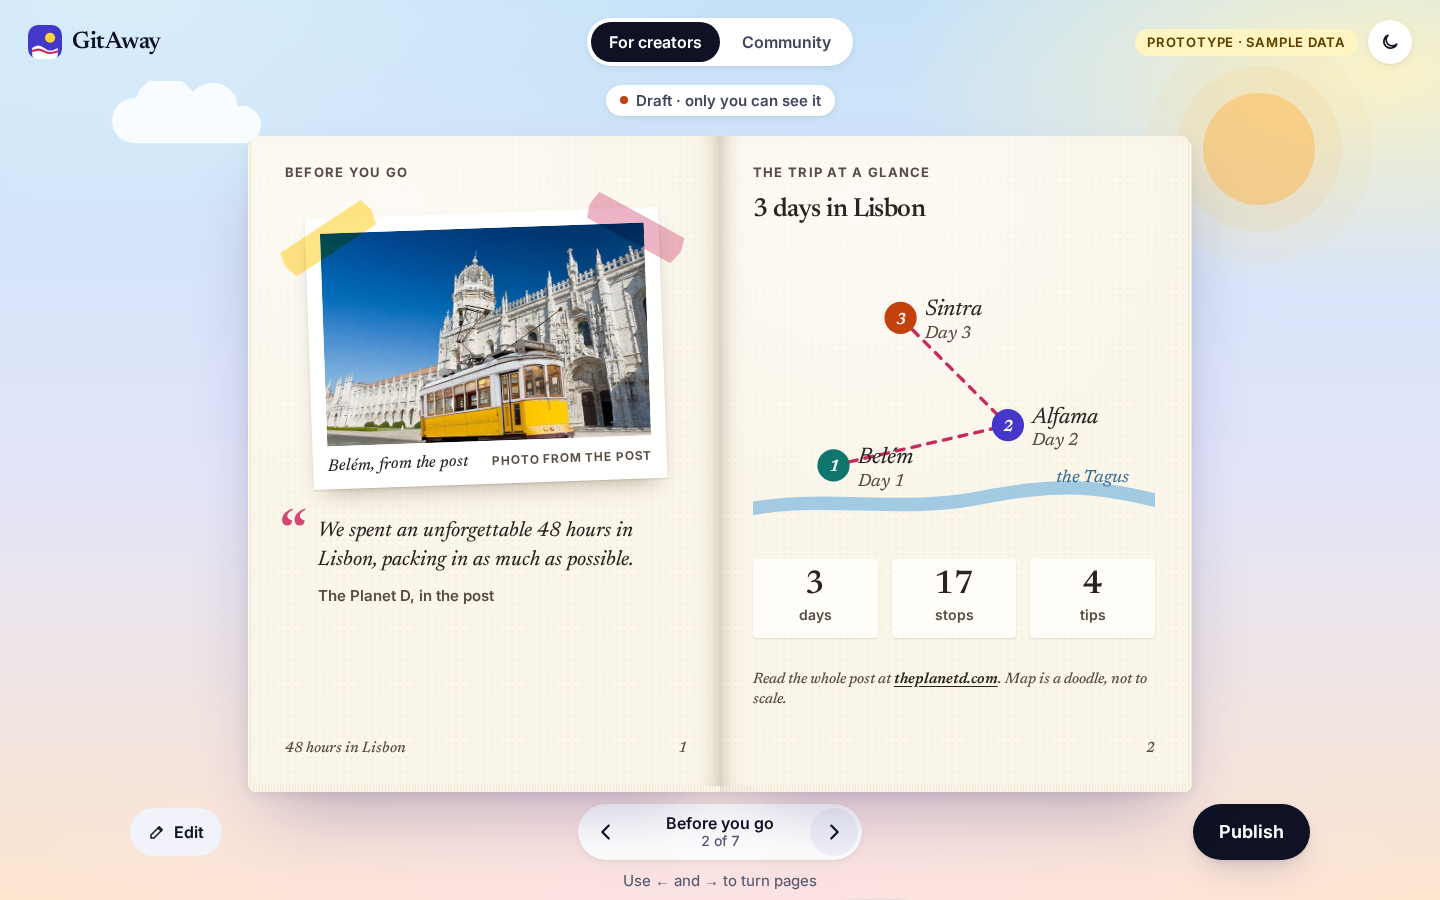 GitAway
For creators
Community
PROTOTYPE · SAMPLE DATA
Draft · only you can see it
BEFORE YOU GO
Belém, from the post
PHOTO FROM THE POST
“ We spent an unforgettable 48 hours in
Lisbon, packing in as much as possible.
The Planet D, in the post
48 hours in Lisbon
1
THE TRIP AT A GLANCE
3 days in Lisbon
3
Sintra
Day 3
2
Alfama
Day 2
1
Belém
Day 1
the Tagus
3
days
17
stops
4
tips
Read the whole post at theplanetd.com. Map is a doodle, not to
scale.
2
Edit
Before you go
2 of 7
Publish
Use ← and → to turn pages